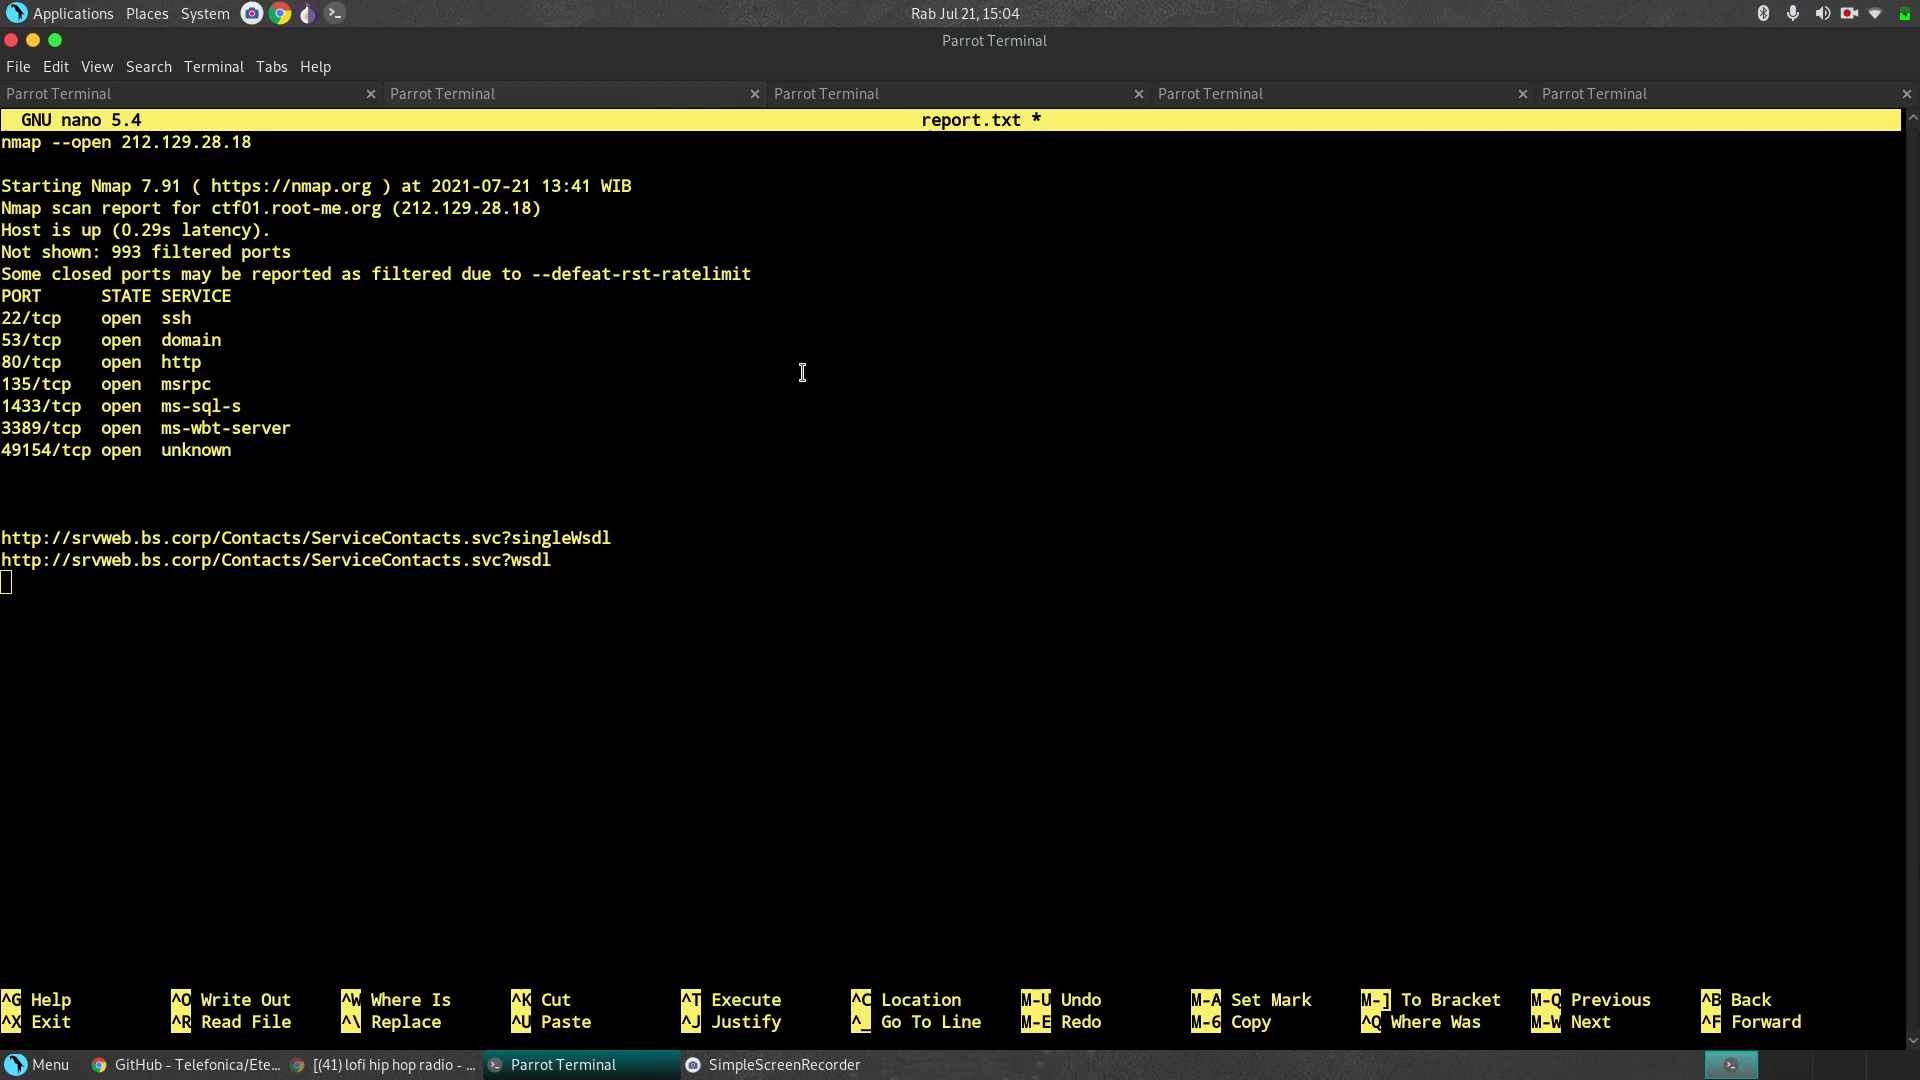 Applications Places System Rab Jul 21, 15:04
Parrot Terminal
File Edit View Search Terminal Tabs Help
Parrot Terminal Parrot Terminal Parrot Terminal Parrot Terminal Parrot Terminal
GNU nano 5.4 report.txt *
nmap --open 212.129.28.18
Starting Nmap 7.91 ( https://nmap.org ) at 2021-07-21 13:41 WIB
Nmap scan report for ctf01.root-me.org (212.129.28.18)
Host is up (0.29s latency).
Not shown: 993 filtered ports
Some closed ports may be reported as filtered due to --defeat-rst-ratelimit
PORT STATE SERVICE
22/tcp open ssh
53/tcp open domain
80/tcp open http
135/tcp open msrpc
1433/tcp open ms-sql-s
3389/tcp open ms-wbt-server
49154/tcp open unknown
http://srvweb.bs.corp/Contacts/ServiceContacts.svc?singleWsdl
http://srvweb.bs.corp/Contacts/ServiceContacts.svc?wsdl
^G Help ^O Write Out ^W Where Is ^K Cut ^T Execute ^C Location M-U Undo M-A Set Mark M-] To Bracket M-Q Previous ^B Back
^X Exit ^R Read File ^\ Replace ^U Paste ^J Justify ^_ Go To Line M-E Redo M-6 Copy ^Q Where Was M-W Next ^F Forward
Menu GitHub - Telefonica/Ete... [(41) lofi hip hop radio - ... Parrot Terminal SimpleScreenRecorder